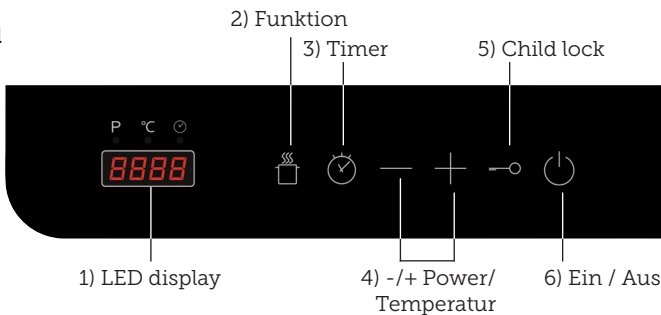 2) Funktion
3) Timer
5) Child lock
P °C
8888
1) LED display
4) -/+ Power/
Temperatur
6) Ein / Aus